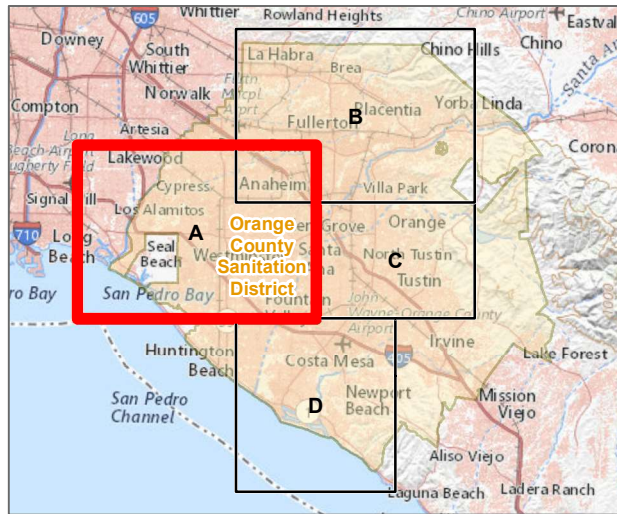 Whittier
Rowland Heights
Chino Airport
Eastval
605
Downey
South
Whittier
La Habra
Chino Hills
Chino
Brea
Santa A
Norwalk
Compton
Placentia
Yorba Linda
B
Fullerton
Artesia
Corona
Lakewood
Cypress
Anaheim
Villa Park
Signal Hill
Los Alamitos
A
Orange
County
Sanitation
District
Orange
710
Long
Beach
Seal
Beach
C
North Tustin
Tustin
ro Bay
San Pedro Bay
Airport
Irvine
Huntington
Beach
Costa Mesa
405
Lake Forest
San Pedro
Channel
D
Newport
Beach
Mission
Viejo
Aliso Viejo
Laguna Beach
Ladera Ranch